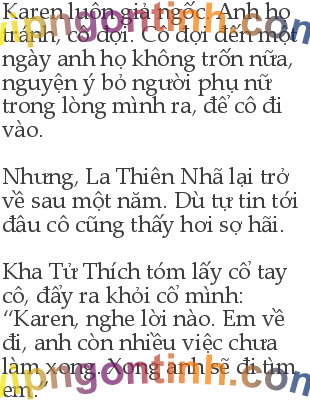 Karen luôn giả ngốc. Anh họ
tránh, cô đợi. Cô đợi đến một
ngày anh họ không trốn nữa,
nguyện ý bỏ người phụ nữ
trong lòng mình ra, để cô đi
vào.
Nhưng, La Thiên Nhã lại trở
về sau một năm. Dù tự tin tới
đâu cô cũng thấy hơi sợ hãi.
Kha Tử Thích tóm lấy cổ tay
cô, đẩy ra khỏi cổ mình:
“Karen, nghe lời nào. Em về
đi, anh còn nhiều việc chưa
làm xong. Xong anh sẽ đi tìm
em.”
vipngontinh.com
vipngontinh.com